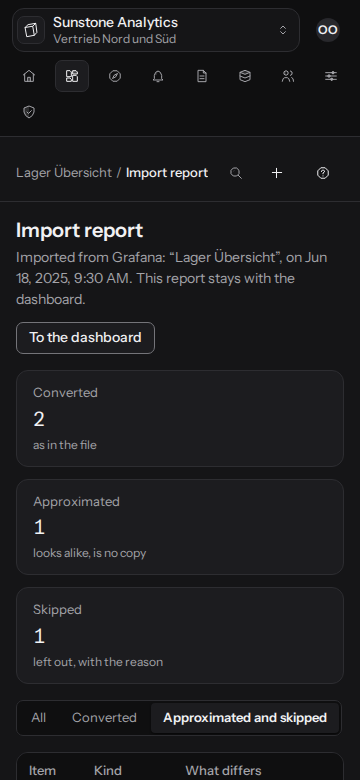 Sunstone Analytics
Vertrieb Nord und Süd
OO
Lager Übersicht / Import report
Import report
Imported from Grafana: “Lager Übersicht”, on Jun
18, 2025, 9:30 AM. This report stays with the
dashboard.
To the dashboard
Converted
2
as in the file
Approximated
1
looks alike, is no copy
Skipped
1
left out, with the reason
All Converted Approximated and skipped
Item Kind What differs